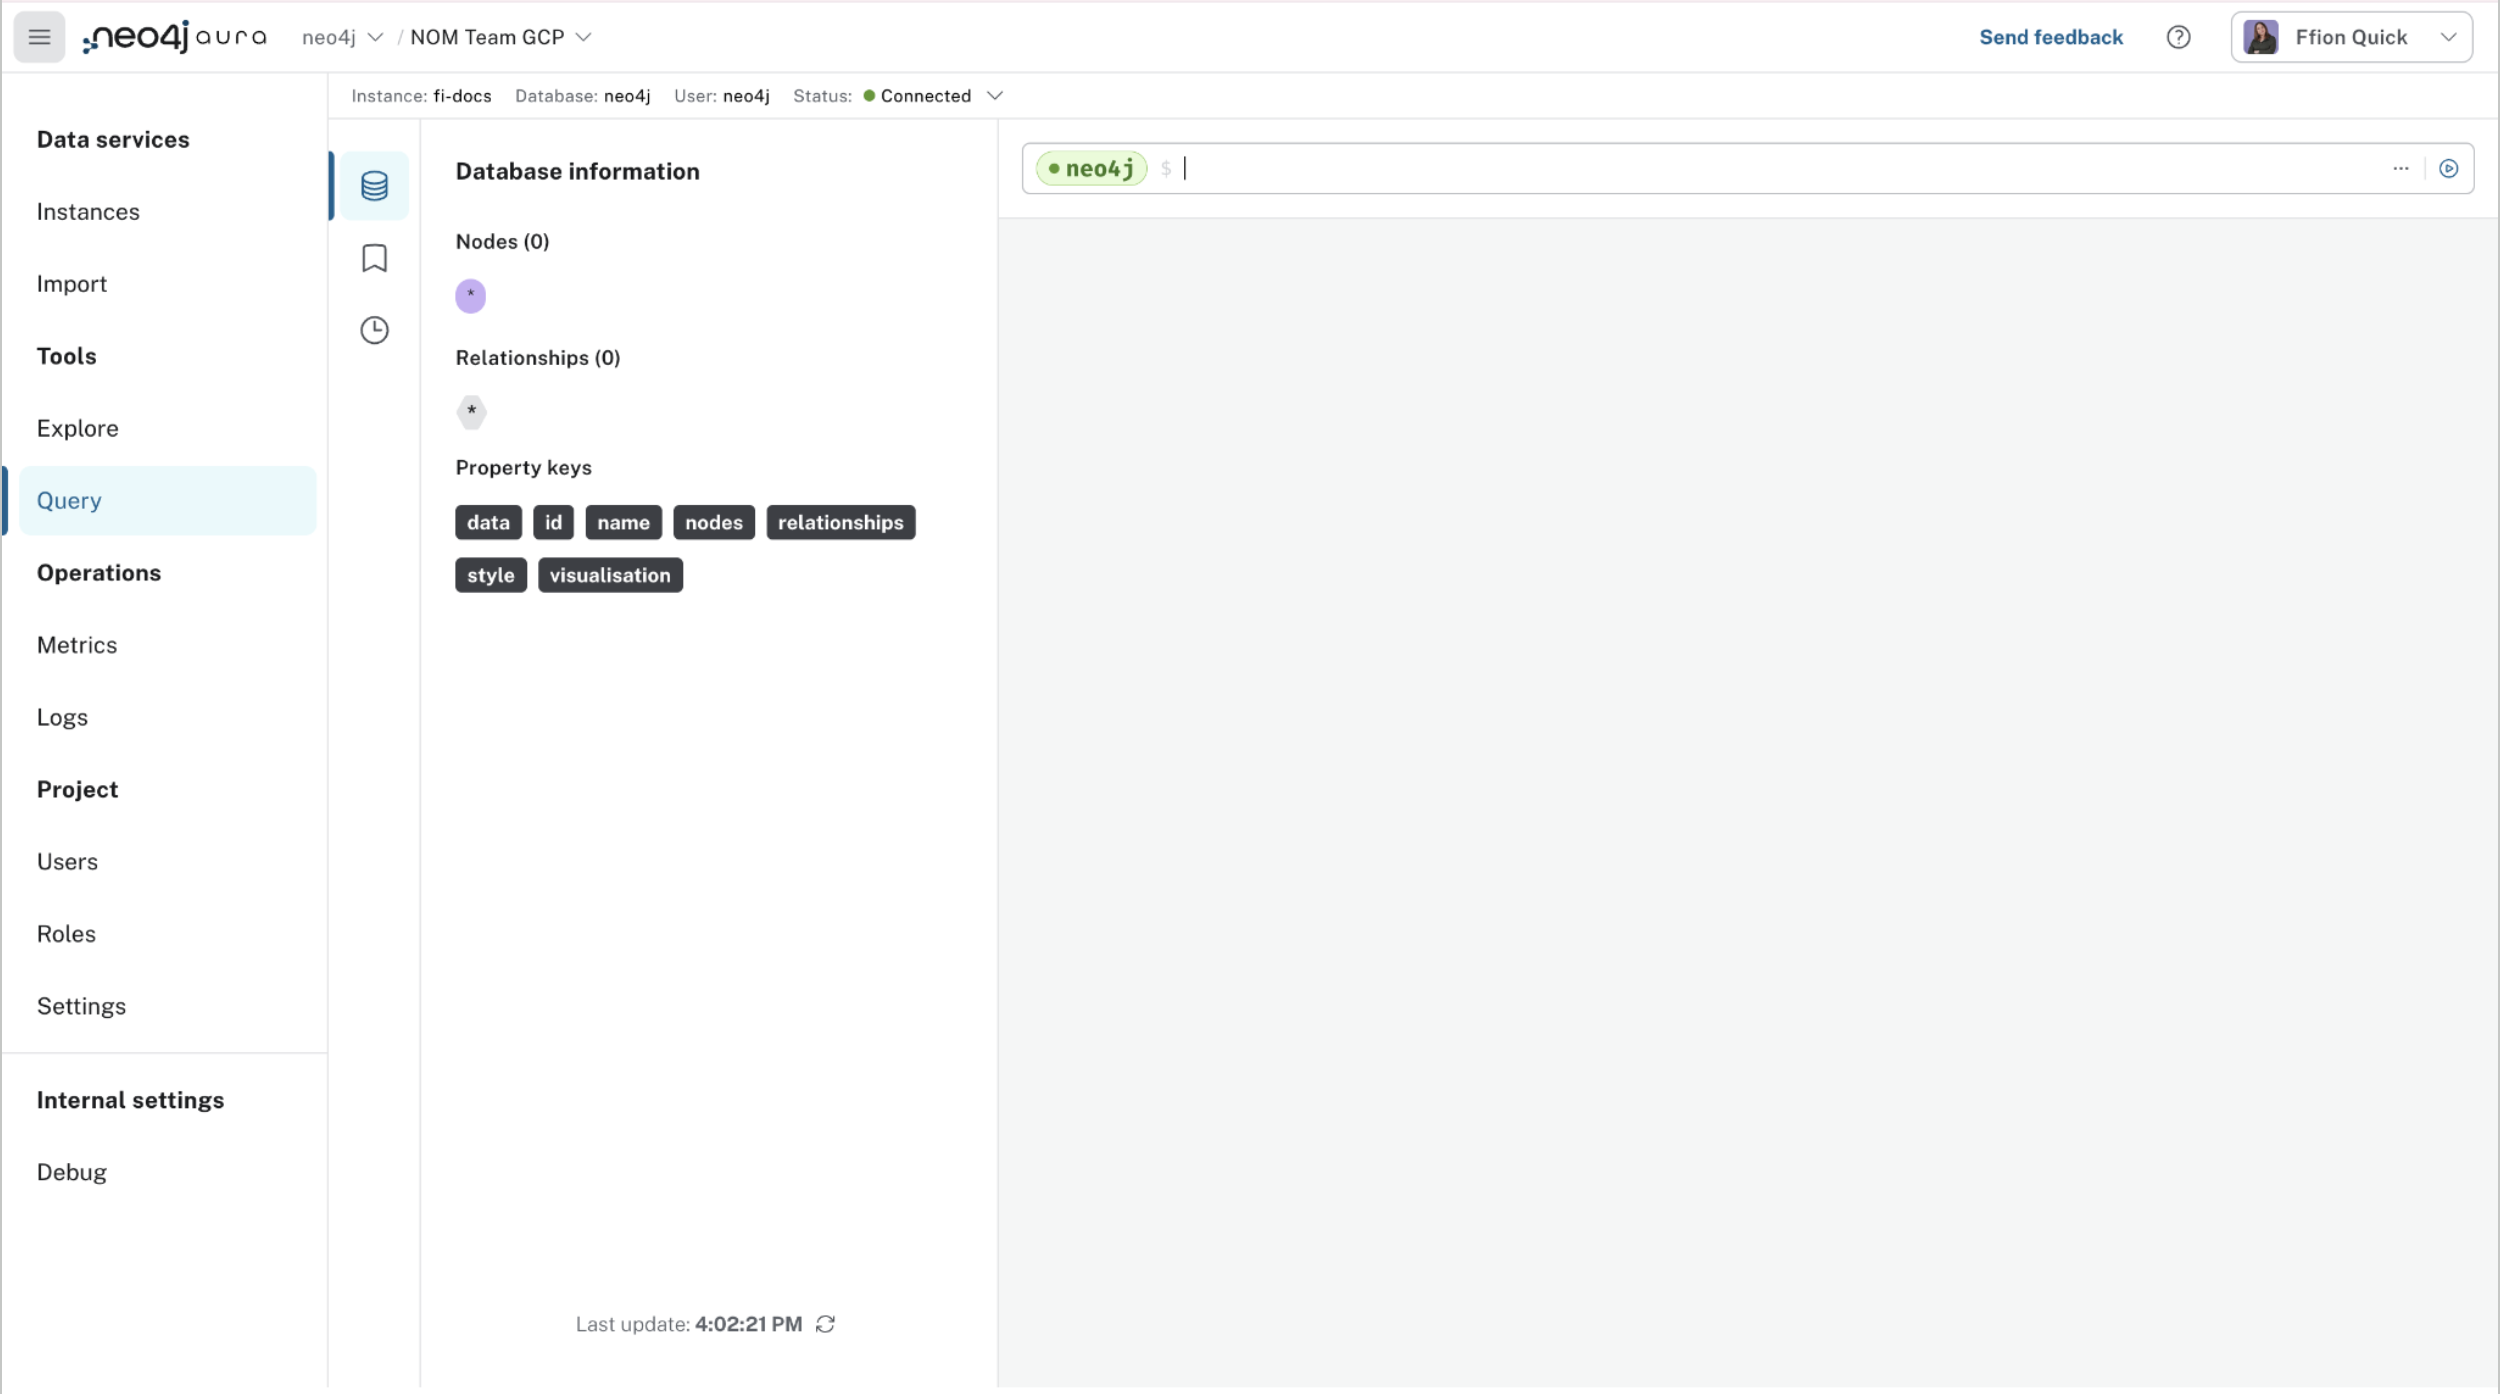 neo4j aura neo4j / NOM Team GCP Send feedback ? Ffion Quick
Instance: fi-docs Database: neo4j User: neo4j Status: Connected
Data services
Instances
Import
Tools
Explore
Query
Operations
Metrics
Logs
Project
Users
Roles
Settings
Internal settings
Debug
Database information
Nodes (0)
*
Relationships (0)
*
Property keys
data id name nodes relationships
style visualisation
Last update: 4:02:21 PM
neo4j $ ...